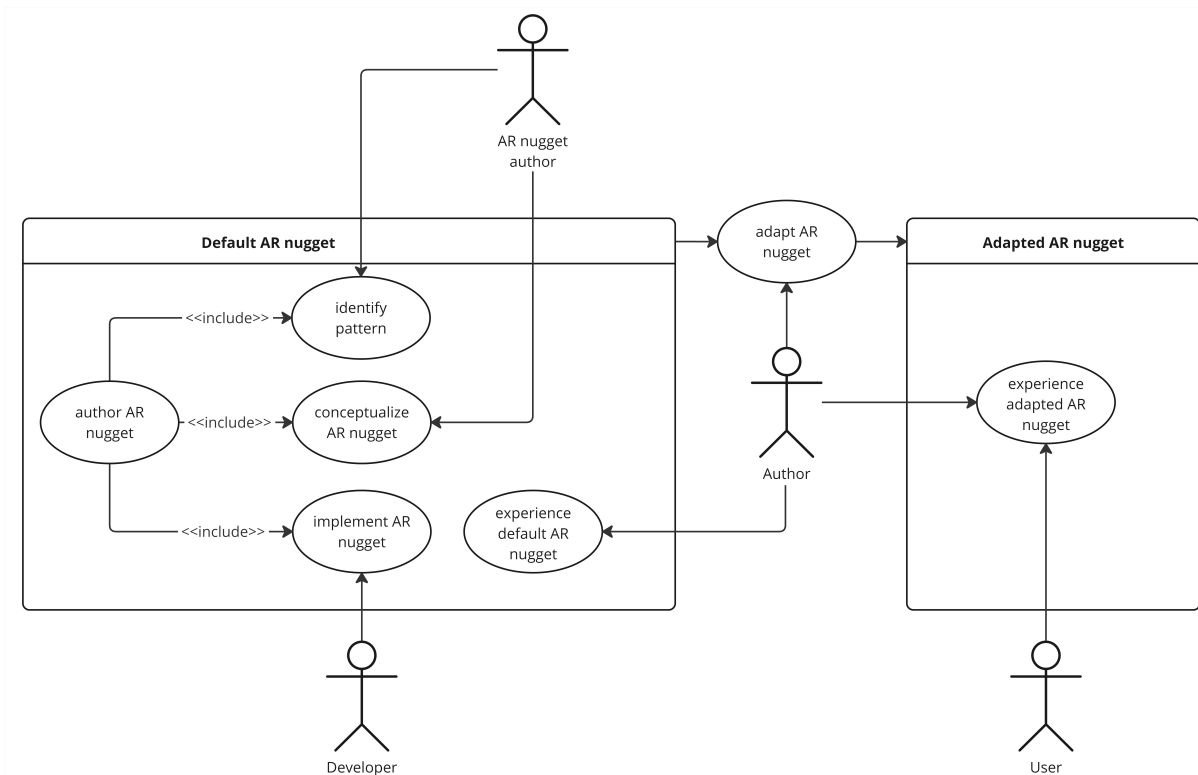 AR nugget
author
Default AR nugget
adapt AR
nugget
Adapted AR nugget
identify
pattern
<<include>>
author AR
nugget
<<include>>
conceptualize
AR nugget
experience
adapted AR
nugget
Author
<<include>>
implement AR
nugget
experience
default AR
nugget
Developer
User